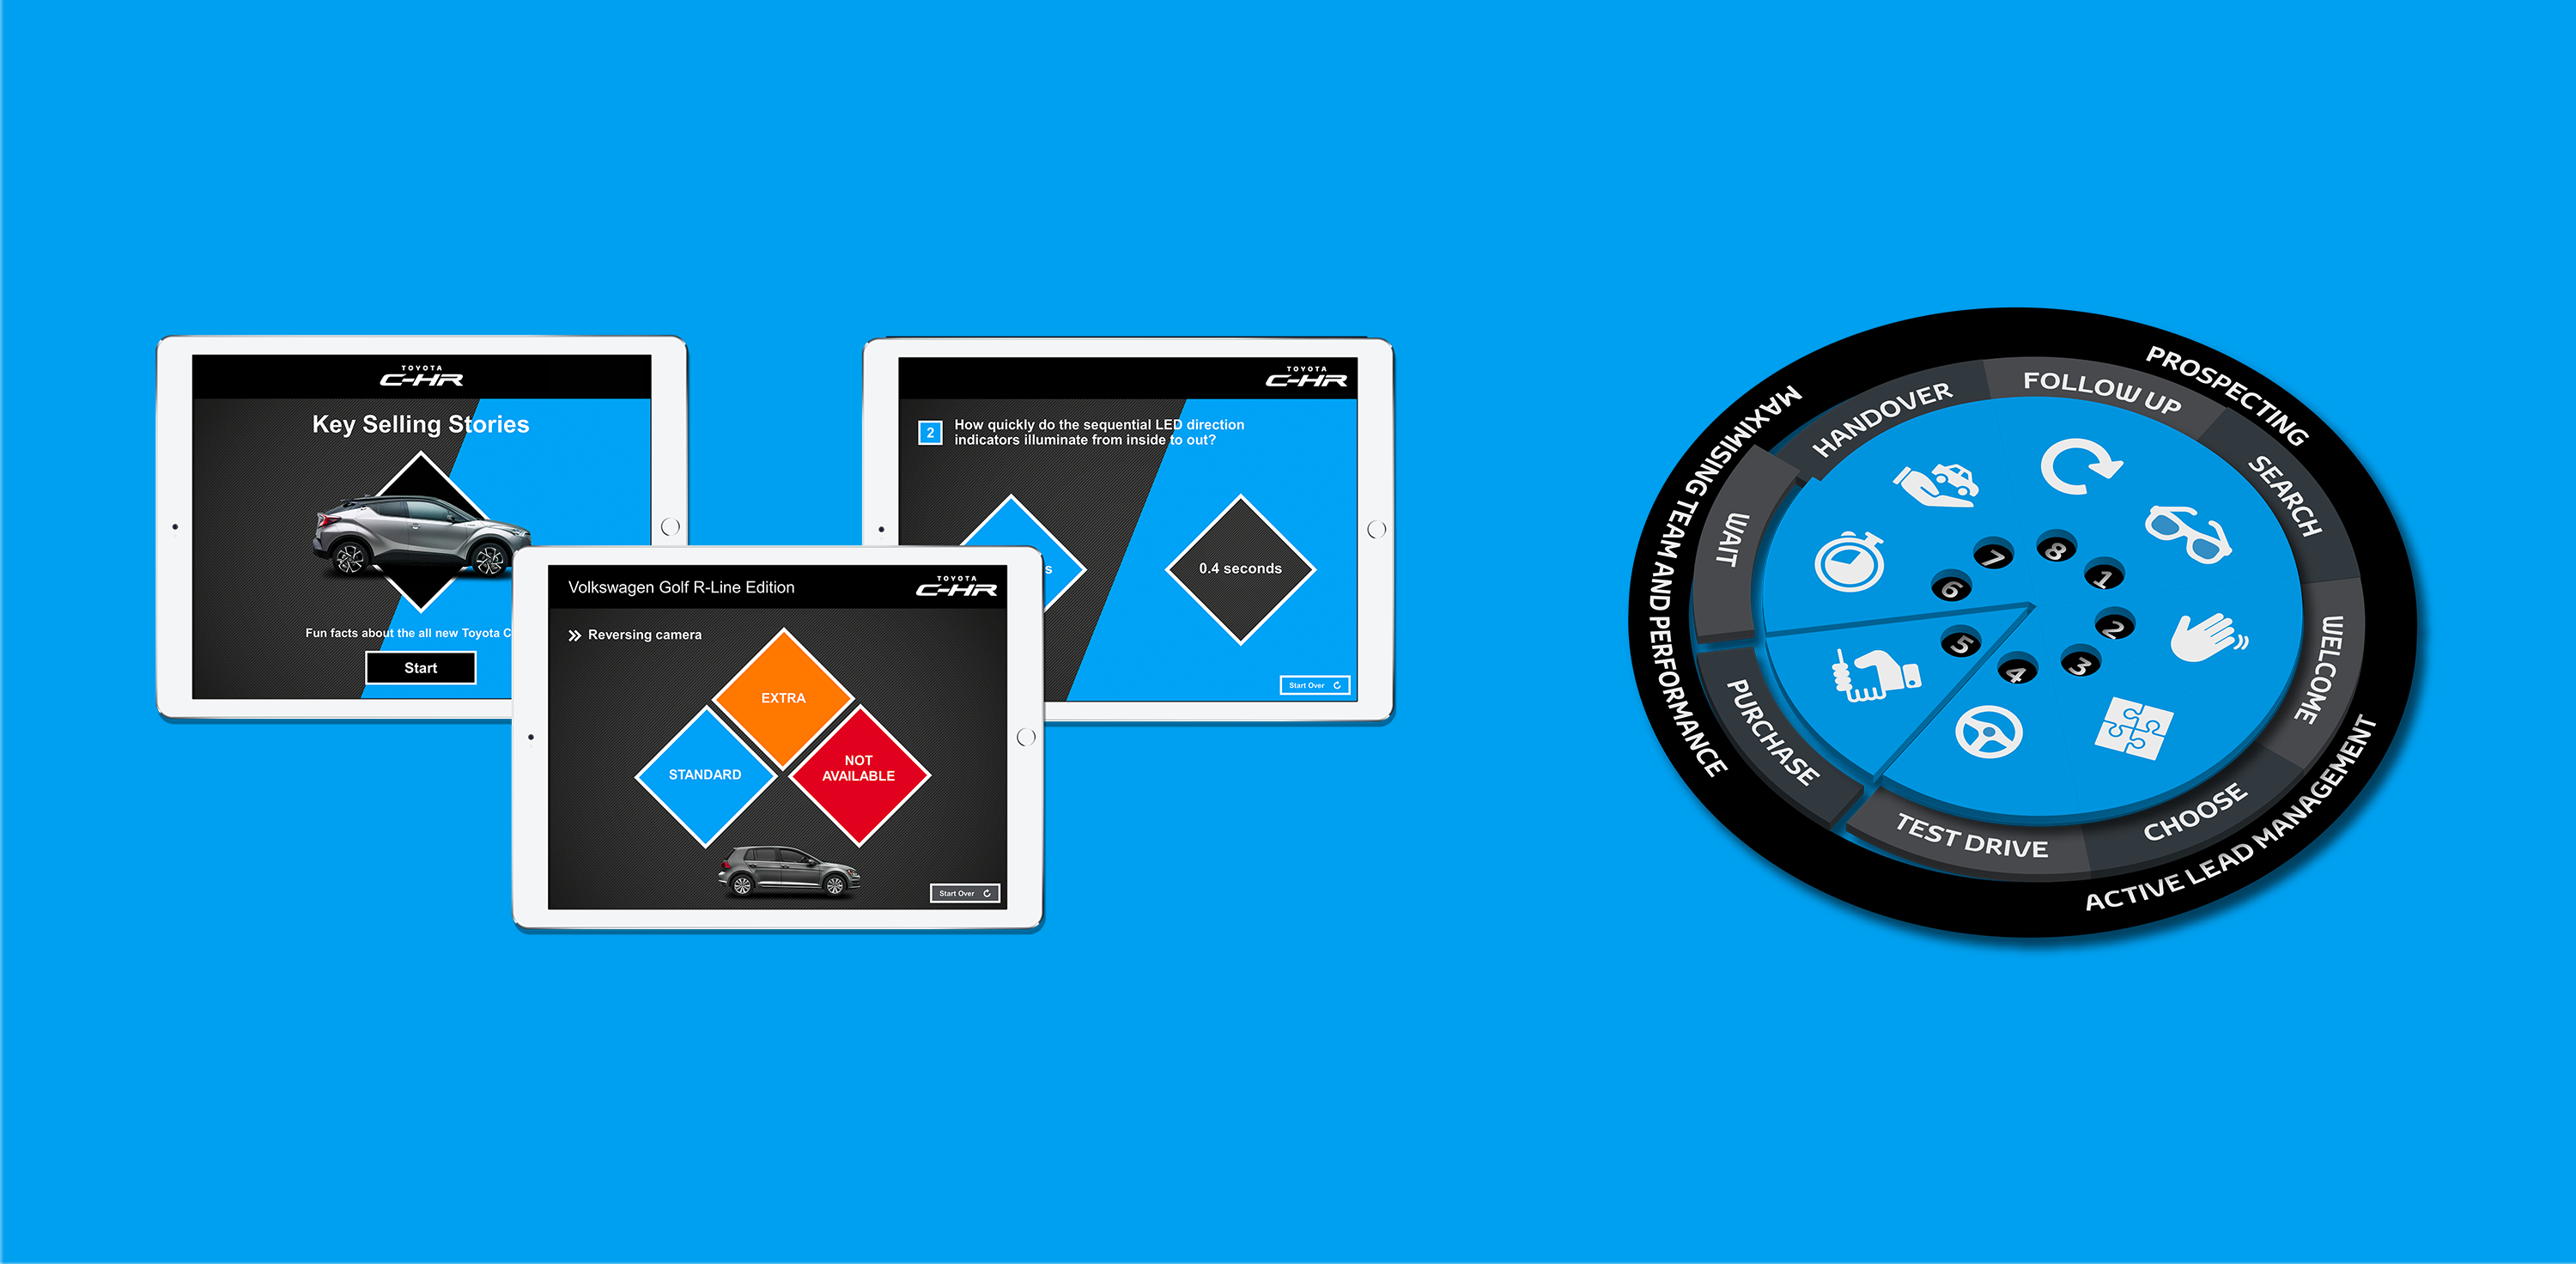 TOYOTA
C-HR
Key Selling Stories
Fun facts about the all new Toyota C
Start
TOYOTA
C-HR
2
How quickly do the sequential LED direction
indicators illuminate from inside to out?
s
0.4 seconds
Start Over
Volkswagen Golf R-Line Edition
TOYOTA
C-HR
Reversing camera
EXTRA
STANDARD
NOT
AVAILABLE
Start Over
PROSPECTING
ACTIVE LEAD MANAGEMENT
MAXIMISING TEAM AND PERFORMANCE
SEARCH
WELCOME
CHOOSE
TEST DRIVE
PURCHASE
WAIT
HANDOVER
FOLLOW UP
1
2
3
4
5
6
7
8